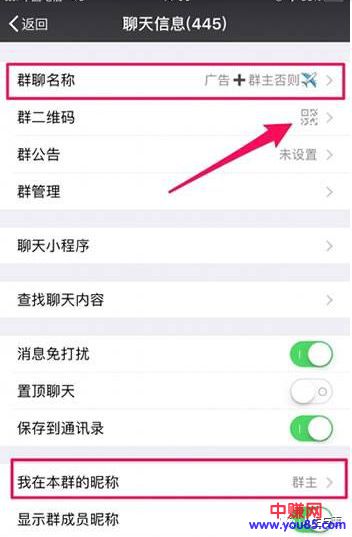 返回
聊天信息(445)
群聊名称 广告➕群主否则✈️
群二维码
群公告 未设置
群管理
聊天小程序
查找聊天内容
消息免打扰
置顶聊天
保存到通讯录
我在本群的昵称 群主
显示群成员昵称
中赚网
www.you85.com